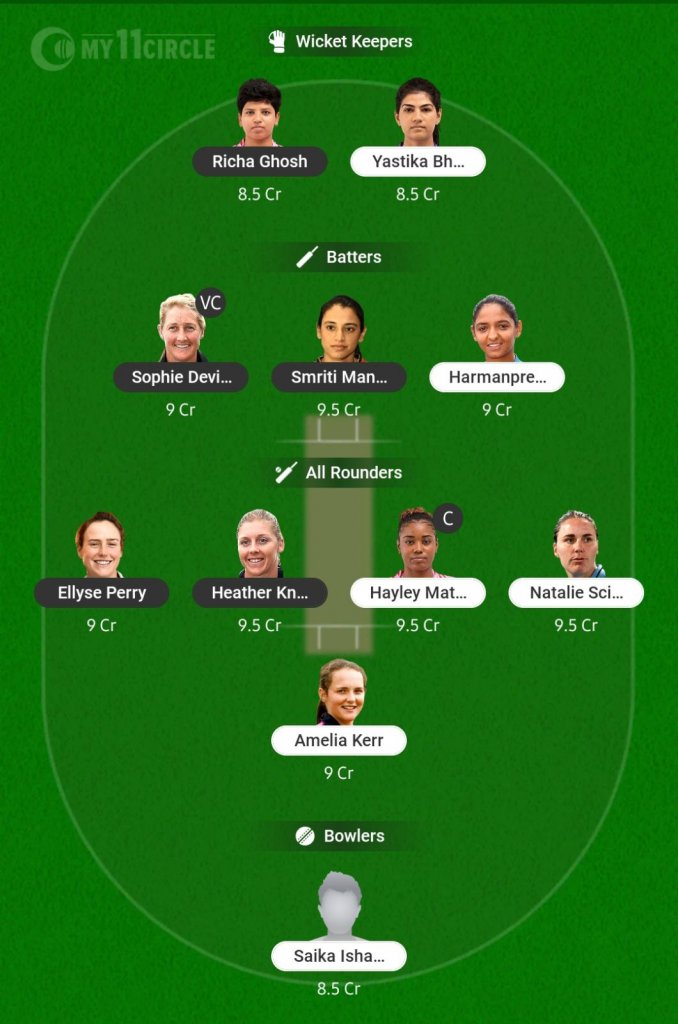 MY11CIRCLE
Wicket Keepers
Richa Ghosh Yastika Bh...
8.5 Cr 8.5 Cr
Batters
VC
Sophie Devi... Smriti Man... Harmanpre...
9 Cr 9.5 Cr 9 Cr
All Rounders
C
Ellyse Perry Heather Kn... Hayley Mat... Natalie Sci...
9 Cr 9.5 Cr 9.5 Cr 9.5 Cr
Amelia Kerr
9 Cr
Bowlers
Saika Isha...
8.5 Cr